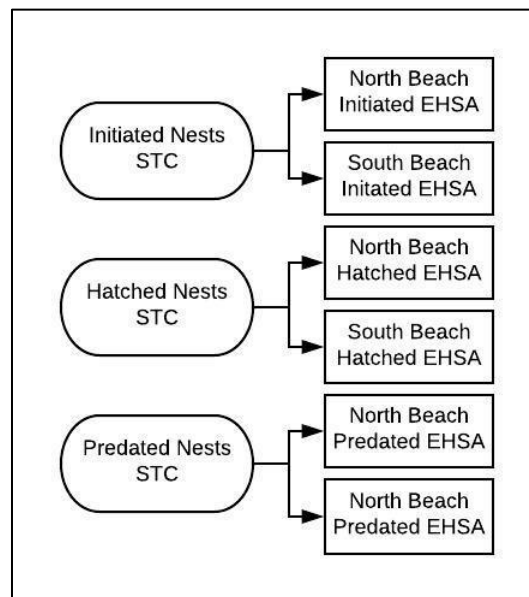 Initiated Nests
STC
North Beach
Initiated EHSA
South Beach
Initated EHSA
Hatched Nests
STC
North Beach
Hatched EHSA
South Beach
Hatched EHSA
Predated Nests
STC
North Beach
Predated EHSA
North Beach
Predated EHSA